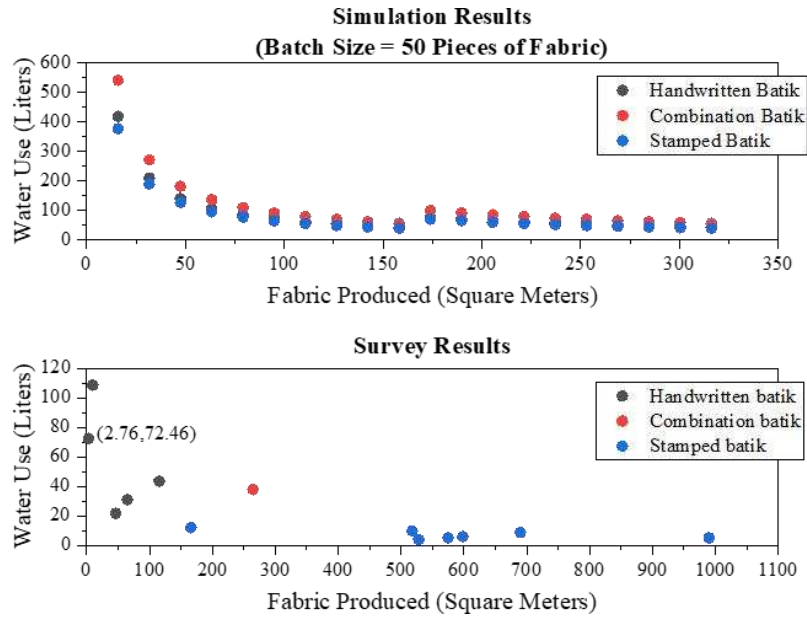 Simulation Results
(Batch Size = 50 Pieces of Fabric)
600
500
400
300
200
100
0
Water Use (Liters)
Handwritten Batik
Combination Batik
Stamped Batik
0 50 100 150 200 250 300 350
Fabric Produced (Square Meters)
Survey Results
120
100
80
60
40
20
0
Water Use (Liters)
(2.76,72.46)
Handwritten batik
Combination batik
Stamped batik
0 100 200 300 400 500 600 700 800 900 1000 1100
Fabric Produced (Square Meters)